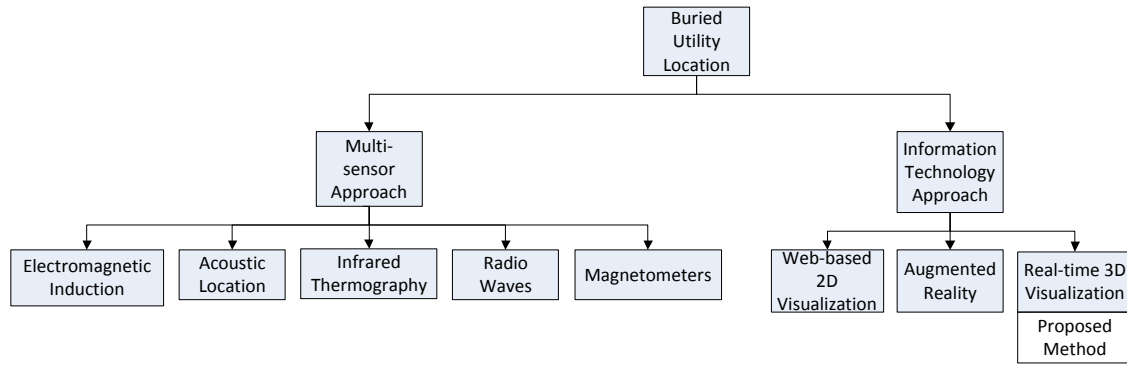 Buried
Utility
Location
Multi-
sensor
Approach
Information
Technology
Approach
Electromagnetic
Induction
Acoustic
Location
Infrared
Thermography
Radio
Waves
Magnetometers
Web-based
2D
Visualization
Augmented
Reality
Real-time 3D
Visualization
Proposed
Method